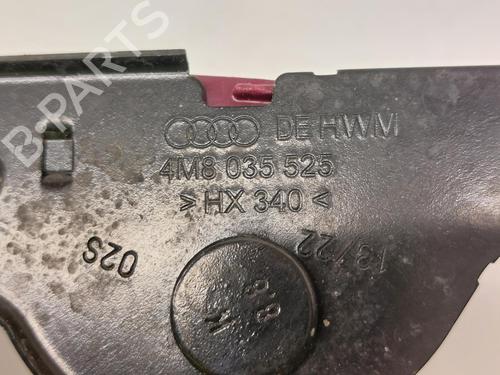 B-PARTS
DE HWM
4M8 035 525
> HX 340 <
13/22
02S